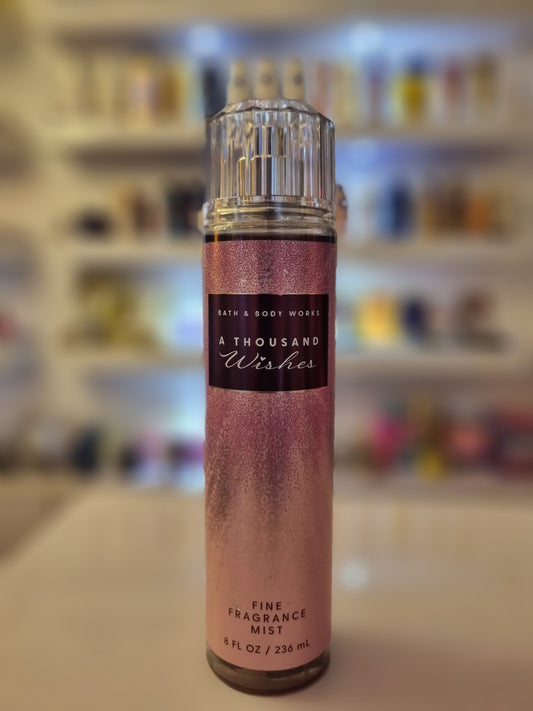 BATH & BODY WORKS
A THOUSAND
Wishes
FINE
FRAGRANCE
MIST
8 FL OZ / 236 mL